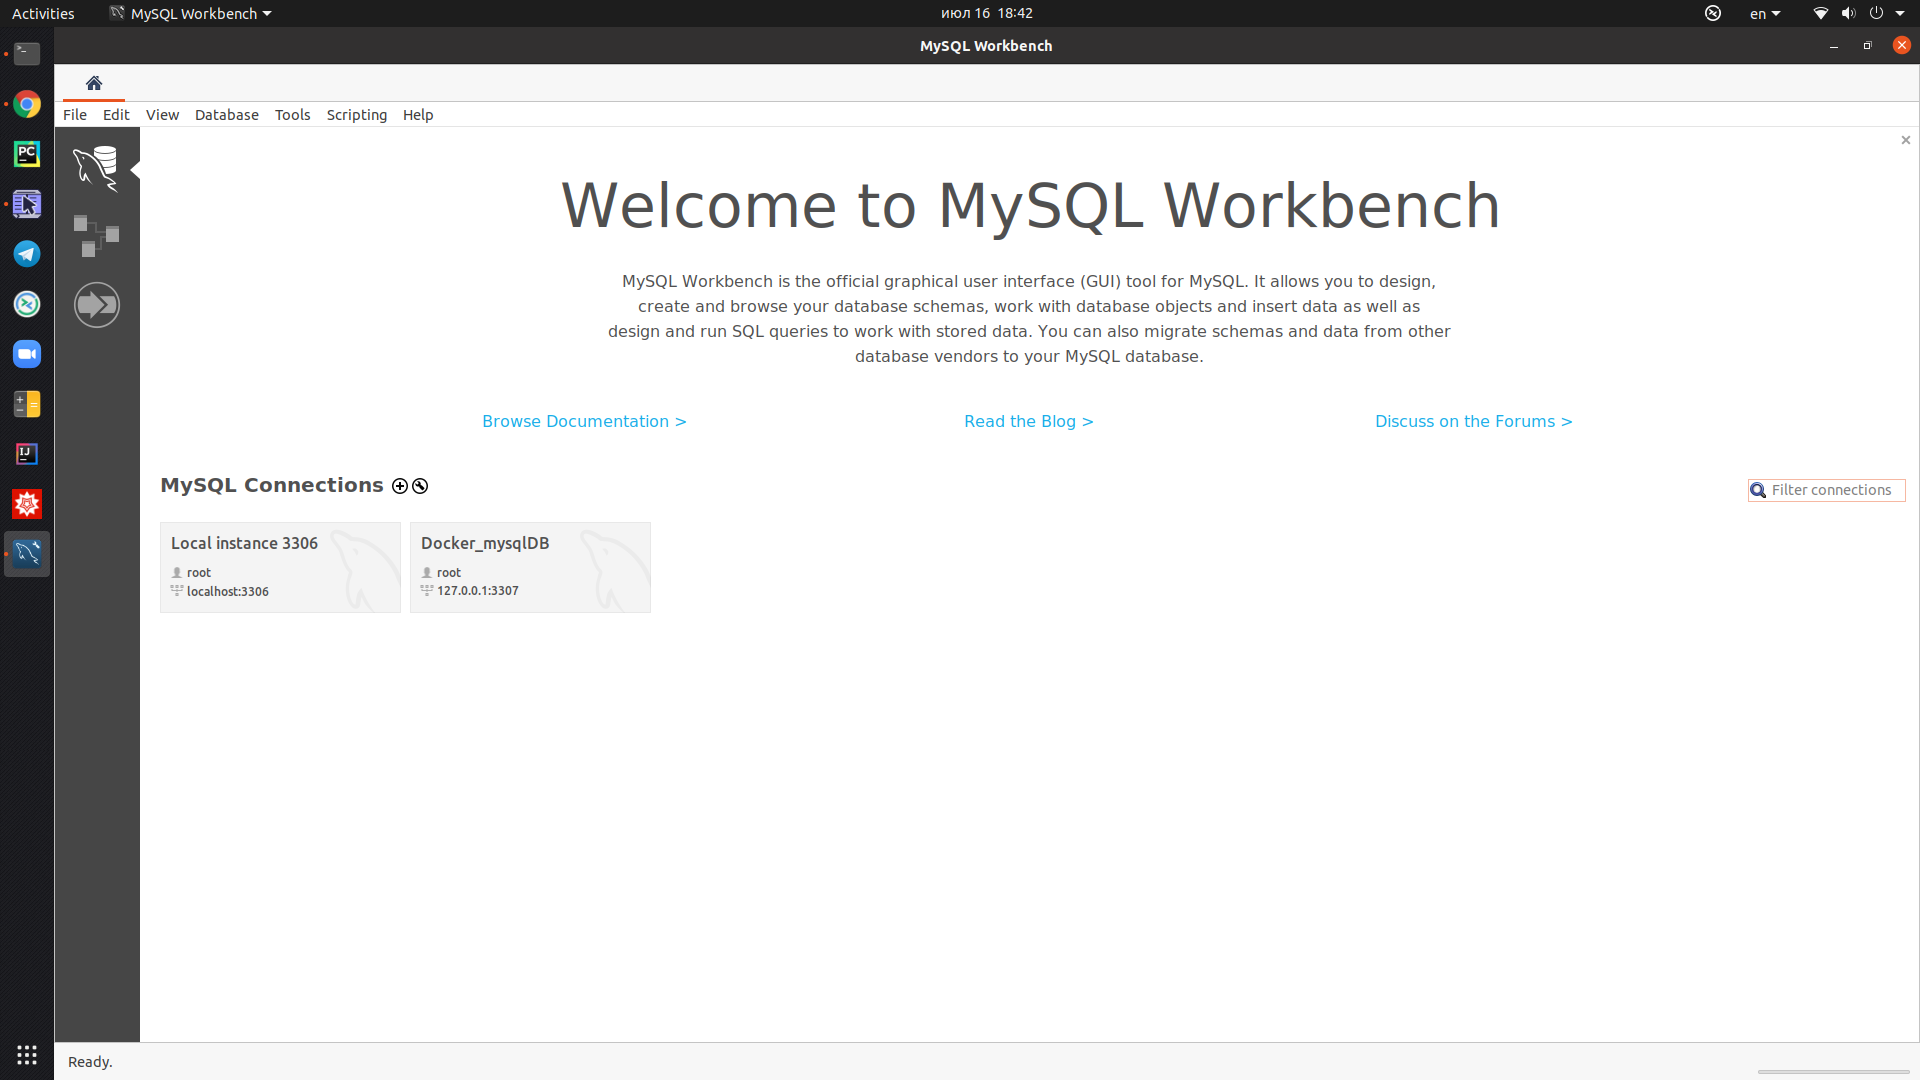 Activities
MySQL Workbench
июл 16 18:42
en
MySQL Workbench
File Edit View Database Tools Scripting Help
PC
Welcome to MySQL Workbench
MySQL Workbench is the official graphical user interface (GUI) tool for MySQL. It allows you to design,
create and browse your database schemas, work with database objects and insert data as well as
design and run SQL queries to work with stored data. You can also migrate schemas and data from other
database vendors to your MySQL database.
Browse Documentation >
Read the Blog >
Discuss on the Forums >
IJ
MySQL Connections
Filter connections
Local instance 3306
root
localhost:3306
Docker_mysqlDB
root
127.0.0.1:3307
Ready.